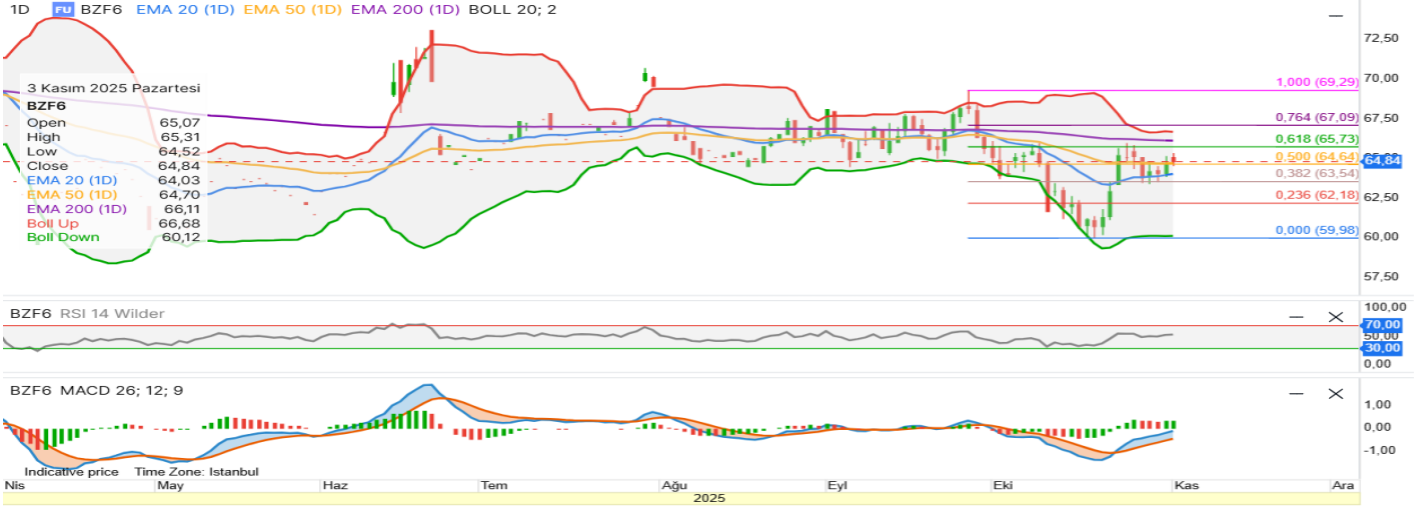 1D FU BZF6 EMA 20 (1D) EMA 50 (1D) EMA 200 (1D) BOLL 20; 2
72,50
1,000 (69,29)
70,00
3 Kasım 2025 Pazartesi
BZF6
Open 65,07
High 65,31
Low 64,52
Close 64,84
EMA 20 (1D) 64,03
EMA 50 (1D) 64,70
EMA 200 (1D) 66,11
Boll Up 66,68
Boll Down 60,12
0,764 (67,09)
67,50
0,618 (65,73)
0,500 (64,64)
64,84
0,382 (63,54)
0,236 (62,18)
62,50
0,000 (59,98)
60,00
57,50
BZF6 RSI 14 Wilder
100,00
70,00
50,00
30,00
0,00
BZF6 MACD 26; 12; 9
1,00
0,00
-1,00
Indicative price Time Zone: Istanbul
Nis May Haz Tem Ağu Eyl Eki Kas Ara
2025